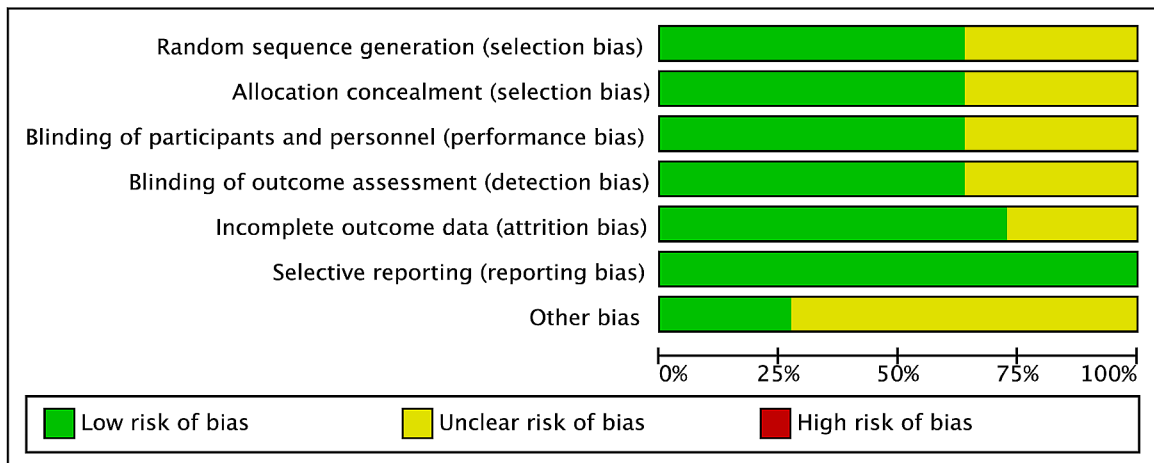 Random sequence generation (selection bias)
Allocation concealment (selection bias)
Blinding of participants and personnel (performance bias)
Blinding of outcome assessment (detection bias)
Incomplete outcome data (attrition bias)
Selective reporting (reporting bias)
Other bias
0% 25% 50% 75% 100%
Low risk of bias Unclear risk of bias High risk of bias